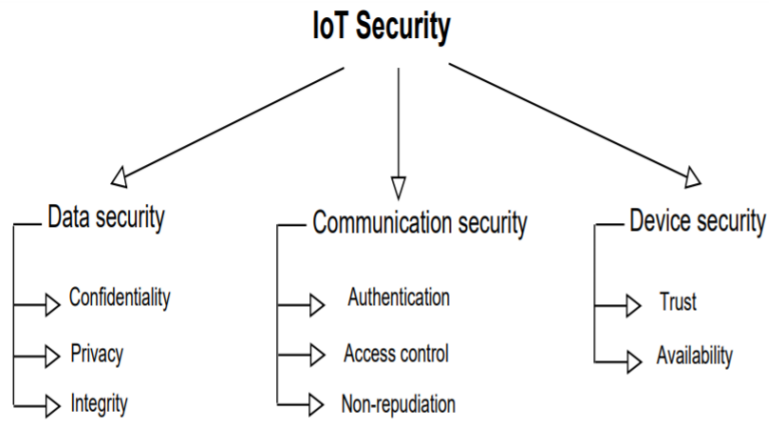 IoT Security
Data security
Communication security
Device security
Confidentiality
Authentication
Trust
Privacy
Access control
Availability
Integrity
Non-repudiation